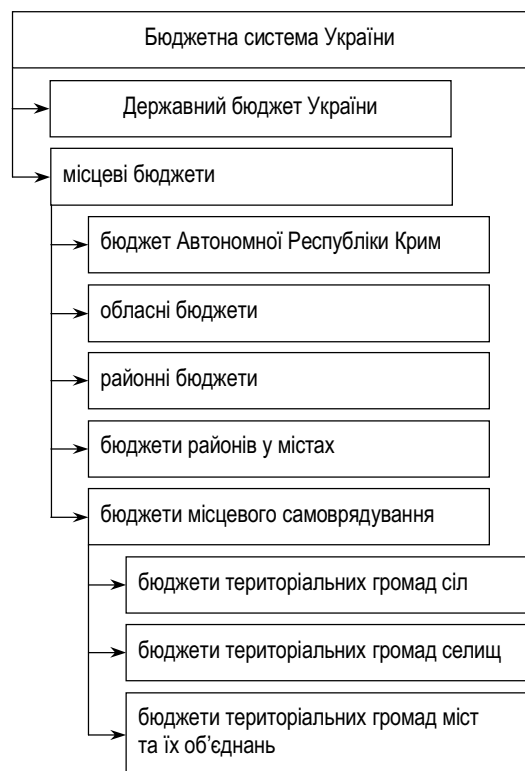 Бюджетна система України
Державний бюджет України
місцеві бюджети
бюджет Автономної Республіки Крим
обласні бюджети
районні бюджети
бюджети районів у містах
бюджети місцевого самоврядування
бюджети територіальних громад сіл
бюджети територіальних громад селищ
бюджети територіальних громад міст
та їх об’єднань